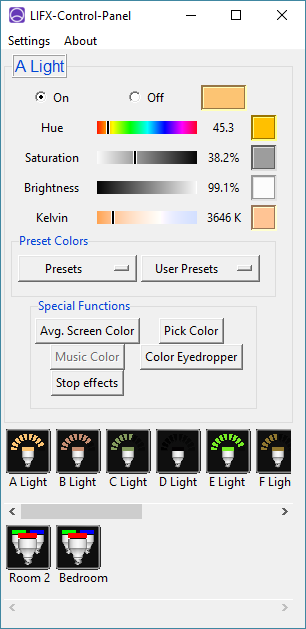 LIFX-Control-Panel
Settings About
A Light
On Off
Hue 45.3
Saturation 38.2%
Brightness 99.1%
Kelvin 3646 K
Preset Colors
Presets User Presets
Special Functions
Avg. Screen Color Pick Color
Music Color Color Eyedropper
Stop effects
A Light B Light C Light D Light E Light F Ligh
Room 2 Bedroom